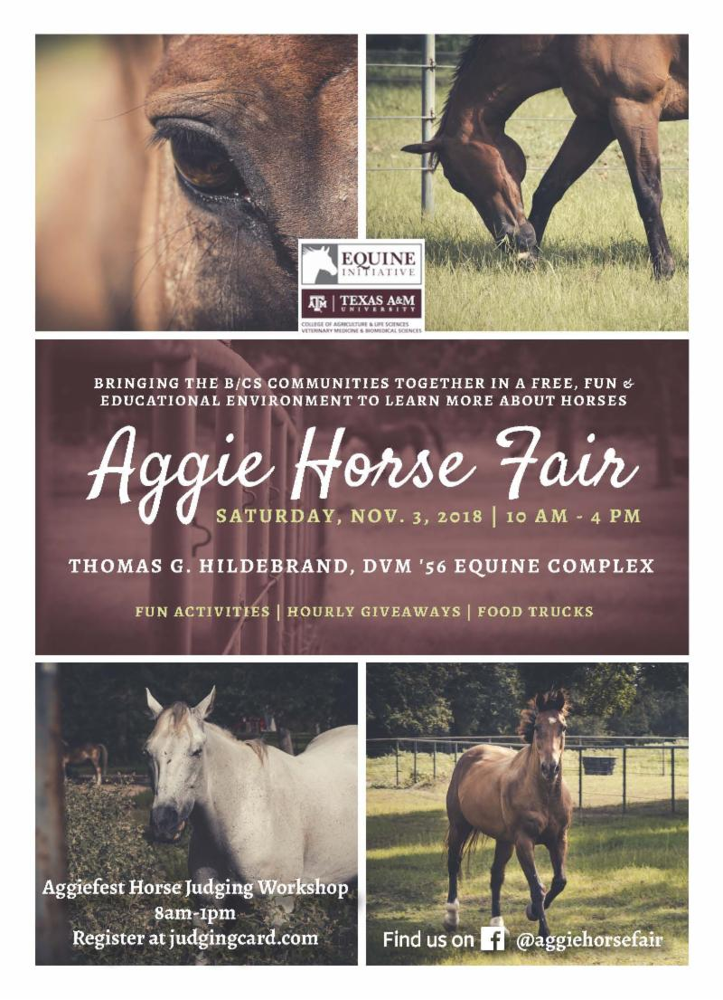 EQUINE
INITIATIVE
ATM | TEXAS A&M
UNIVERSITY
COLLEGE OF AGRICULTURE & LIFE SCIENCES
VETERINARY MEDICINE & BIOMEDICAL SCIENCES
BRINGING THE B/CS COMMUNITIES TOGETHER IN A FREE, FUN &
EDUCATIONAL ENVIRONMENT TO LEARN MORE ABOUT HORSES
Aggie Horse Fair
SATURDAY, NOV. 3, 2018 | 10 AM - 4 PM
THOMAS G. HILDEBRAND, DVM '56 EQUINE COMPLEX
FUN ACTIVITIES | HOURLY GIVEAWAYS | FOOD TRUCKS
Aggiefest Horse Judging Workshop
8am-1pm
Register at judgingcard.com
Find us on f @aggiehorsefair